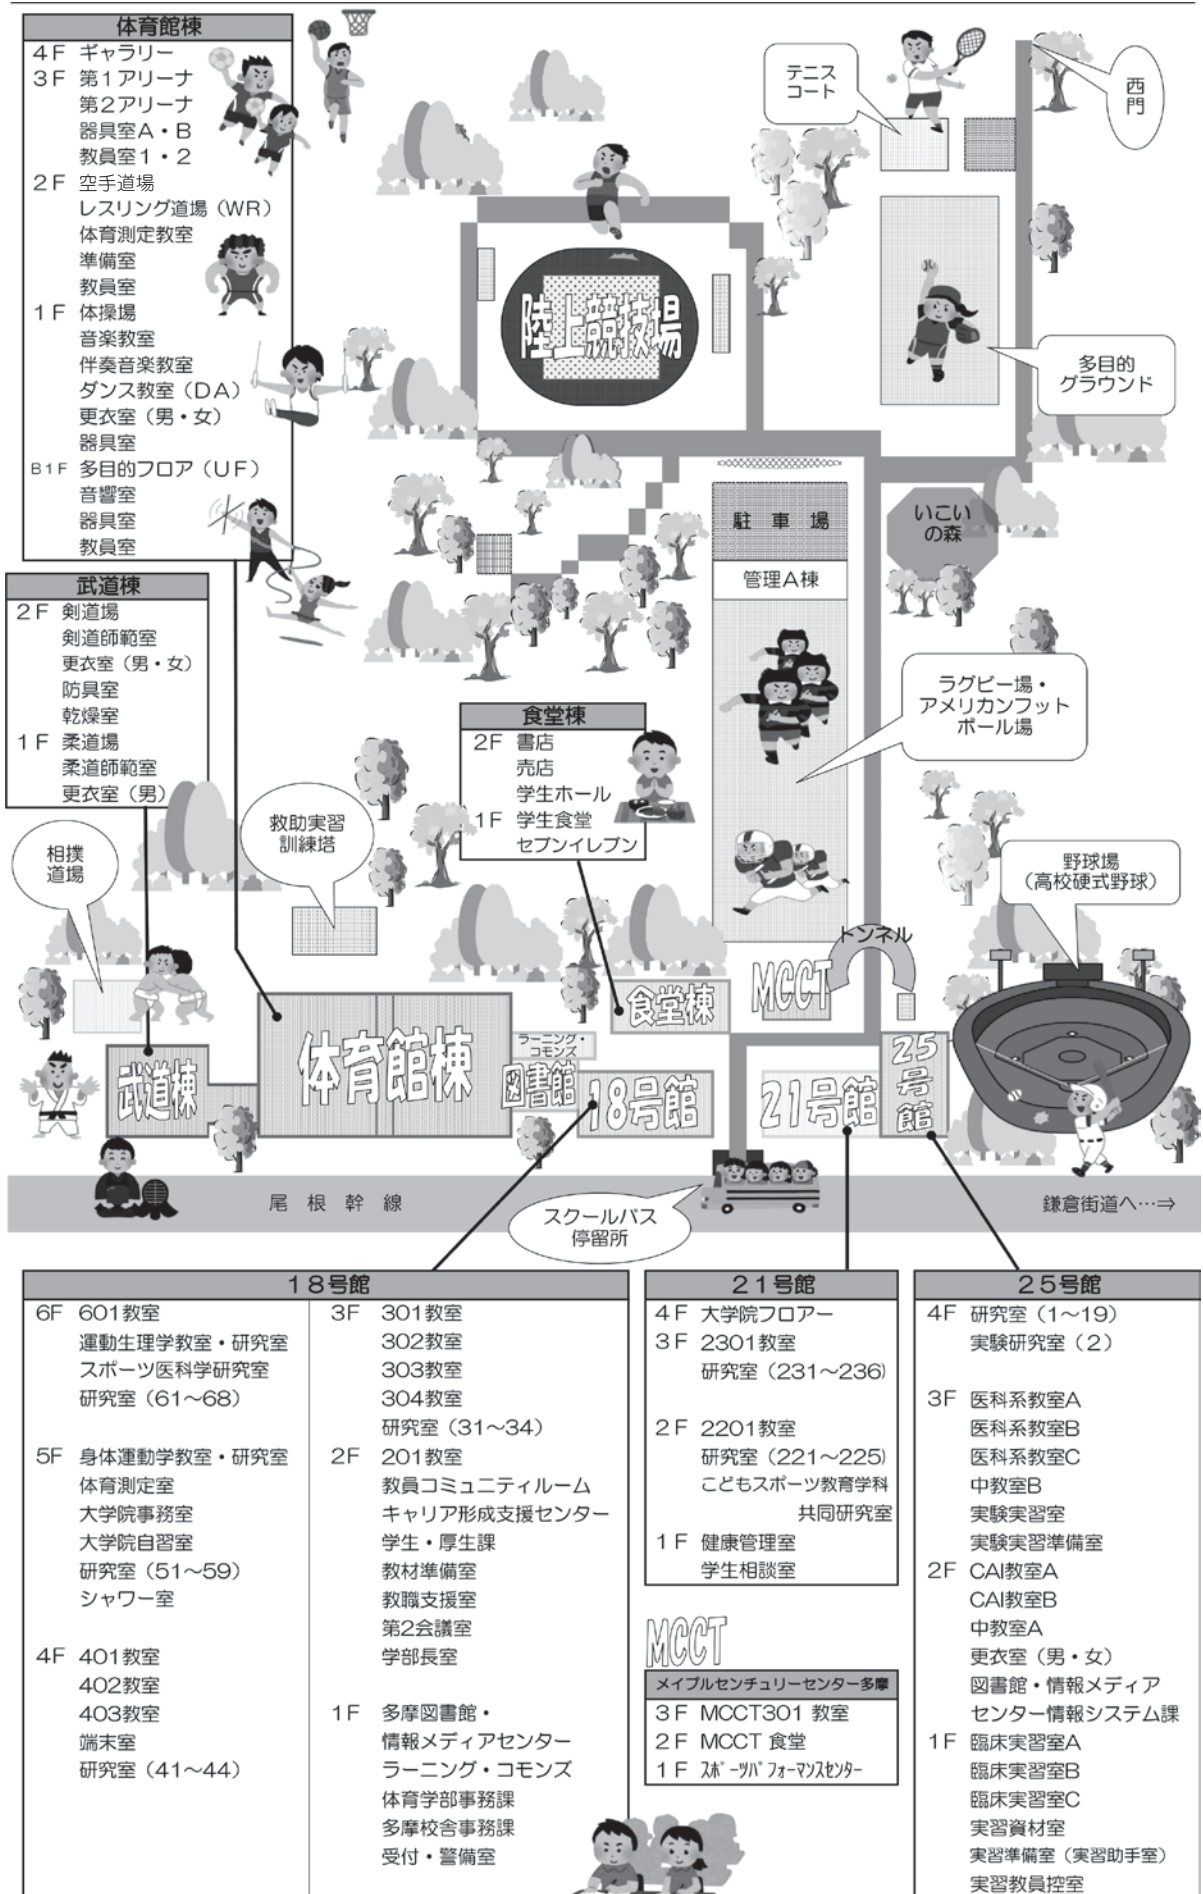 体育館棟
4F ギャラリー
3F 第1アリーナ
第2アリーナ
器具室A・B
教員室1・2
2F 空手道場
レスリング道場（WR）
体育測定教室
準備室
教員室
1F 体操場
音楽教室
伴奏音楽教室
ダンス教室（DA）
更衣室（男・女）
器具室
B1F 多目的フロア（UF）
音響室
器具室
教員室
テニス
コート
西門
陸上競技場
多目的
グラウンド
駐車場
いこい
の森
管理A棟
武道棟
2F 剣道場
剣道師範室
更衣室（男・女）
防具室
乾燥室
1F 柔道場
柔道師範室
更衣室（男）
ラグビー場・
アメリカンフット
ボール場
食堂棟
2F 書店
売店
学生ホール
1F 学生食堂
セブンイレブン
救助実習
訓練塔
相撲
道場
野球場
（高校硬式野球）
トンネル
MCCT
食堂棟
体育館棟
武道棟
ラーニング・
コモンズ
図書館
18号館
21号館
25号館
尾根幹線
鎌倉街道へ…⇒
スクールバス
停留所
18号館
6F 601教室
運動生理学教室・研究室
スポーツ医科学研究室
研究室（61～68）
5F 身体運動学教室・研究室
体育測定室
大学院事務室
大学院自習室
研究室（51～59）
シャワー室
4F 401教室
402教室
403教室
端末室
研究室（41～44）
3F 301教室
302教室
303教室
304教室
研究室（31～34）
2F 201教室
教員コミュニティルーム
キャリア形成支援センター
学生・厚生課
教材準備室
教職支援室
第2会議室
学部長室
1F 多摩図書館・
情報メディアセンター
ラーニング・コモンズ
体育学部事務課
多摩校舎事務課
受付・警備室
21号館
4F 大学院フロアー
3F 2301教室
研究室（231～236）
2F 2201教室
研究室（221～225）
こどもスポーツ教育学科
共同研究室
1F 健康管理室
学生相談室
MCCT
メイプルセンチュリーセンター多摩
3F MCCT301 教室
2F MCCT 食堂
1F ｽﾎﾟｰﾂﾊﾟﾌｫｰﾏﾝｽｾﾝﾀｰ
25号館
4F 研究室（1～19）
実験研究室（2）
3F 医科系教室A
医科系教室B
医科系教室C
中教室B
実験実習室
実験実習準備室
2F CAI教室A
CAI教室B
中教室A
更衣室（男・女）
図書館・情報メディア
センター情報システム課
1F 臨床実習室A
臨床実習室B
臨床実習室C
実習資材室
実習準備室（実習助手室）
実習教員控室